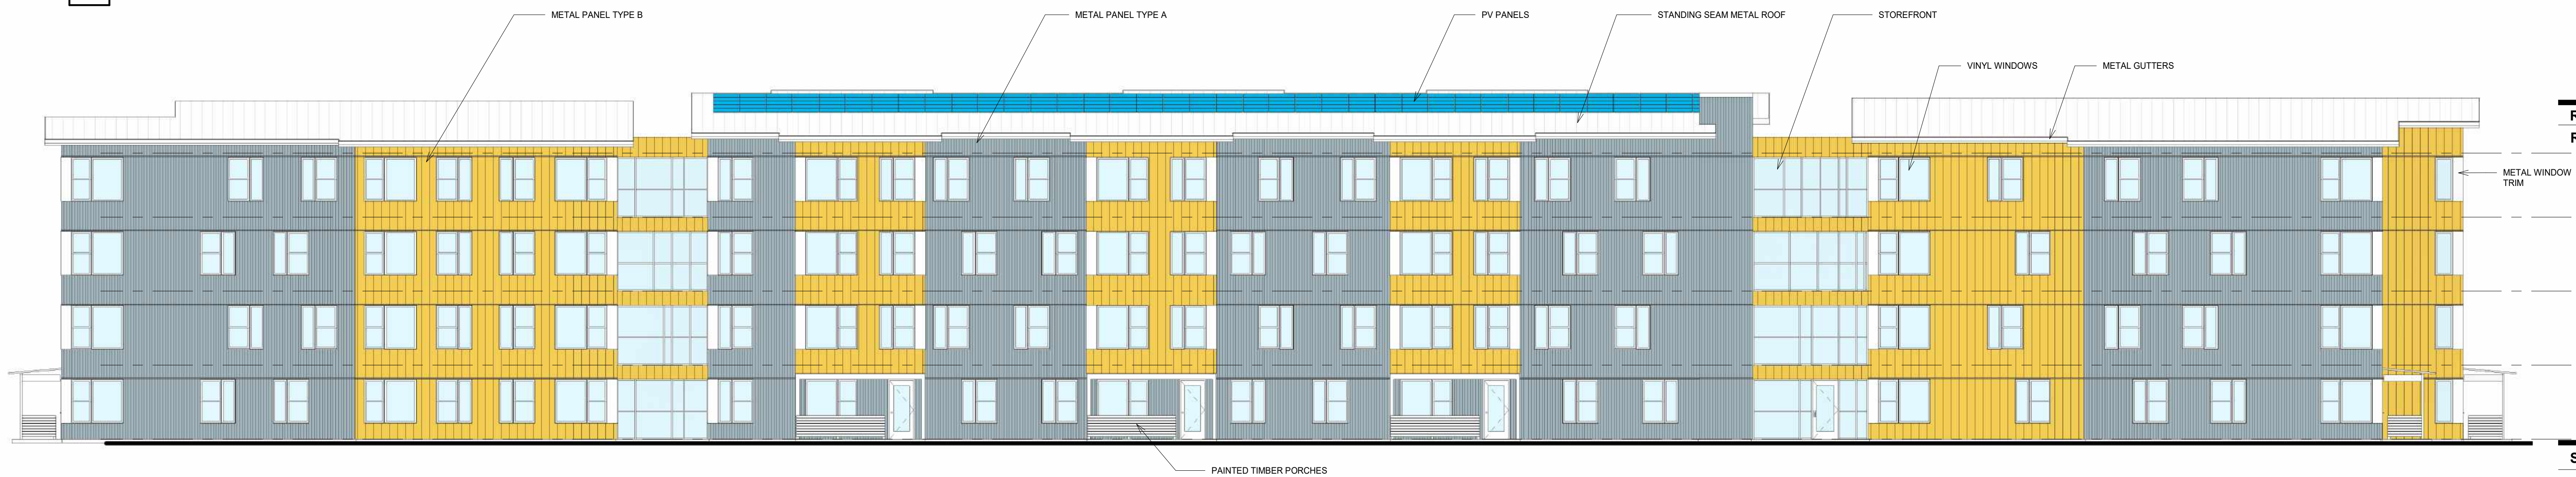 METAL PANEL TYPE B
METAL PANEL TYPE A
PV PANELS
STANDING SEAM METAL ROOF
STOREFRONT
VINYL WINDOWS
METAL GUTTERS
METAL WINDOW
TRIM
PAINTED TIMBER PORCHES